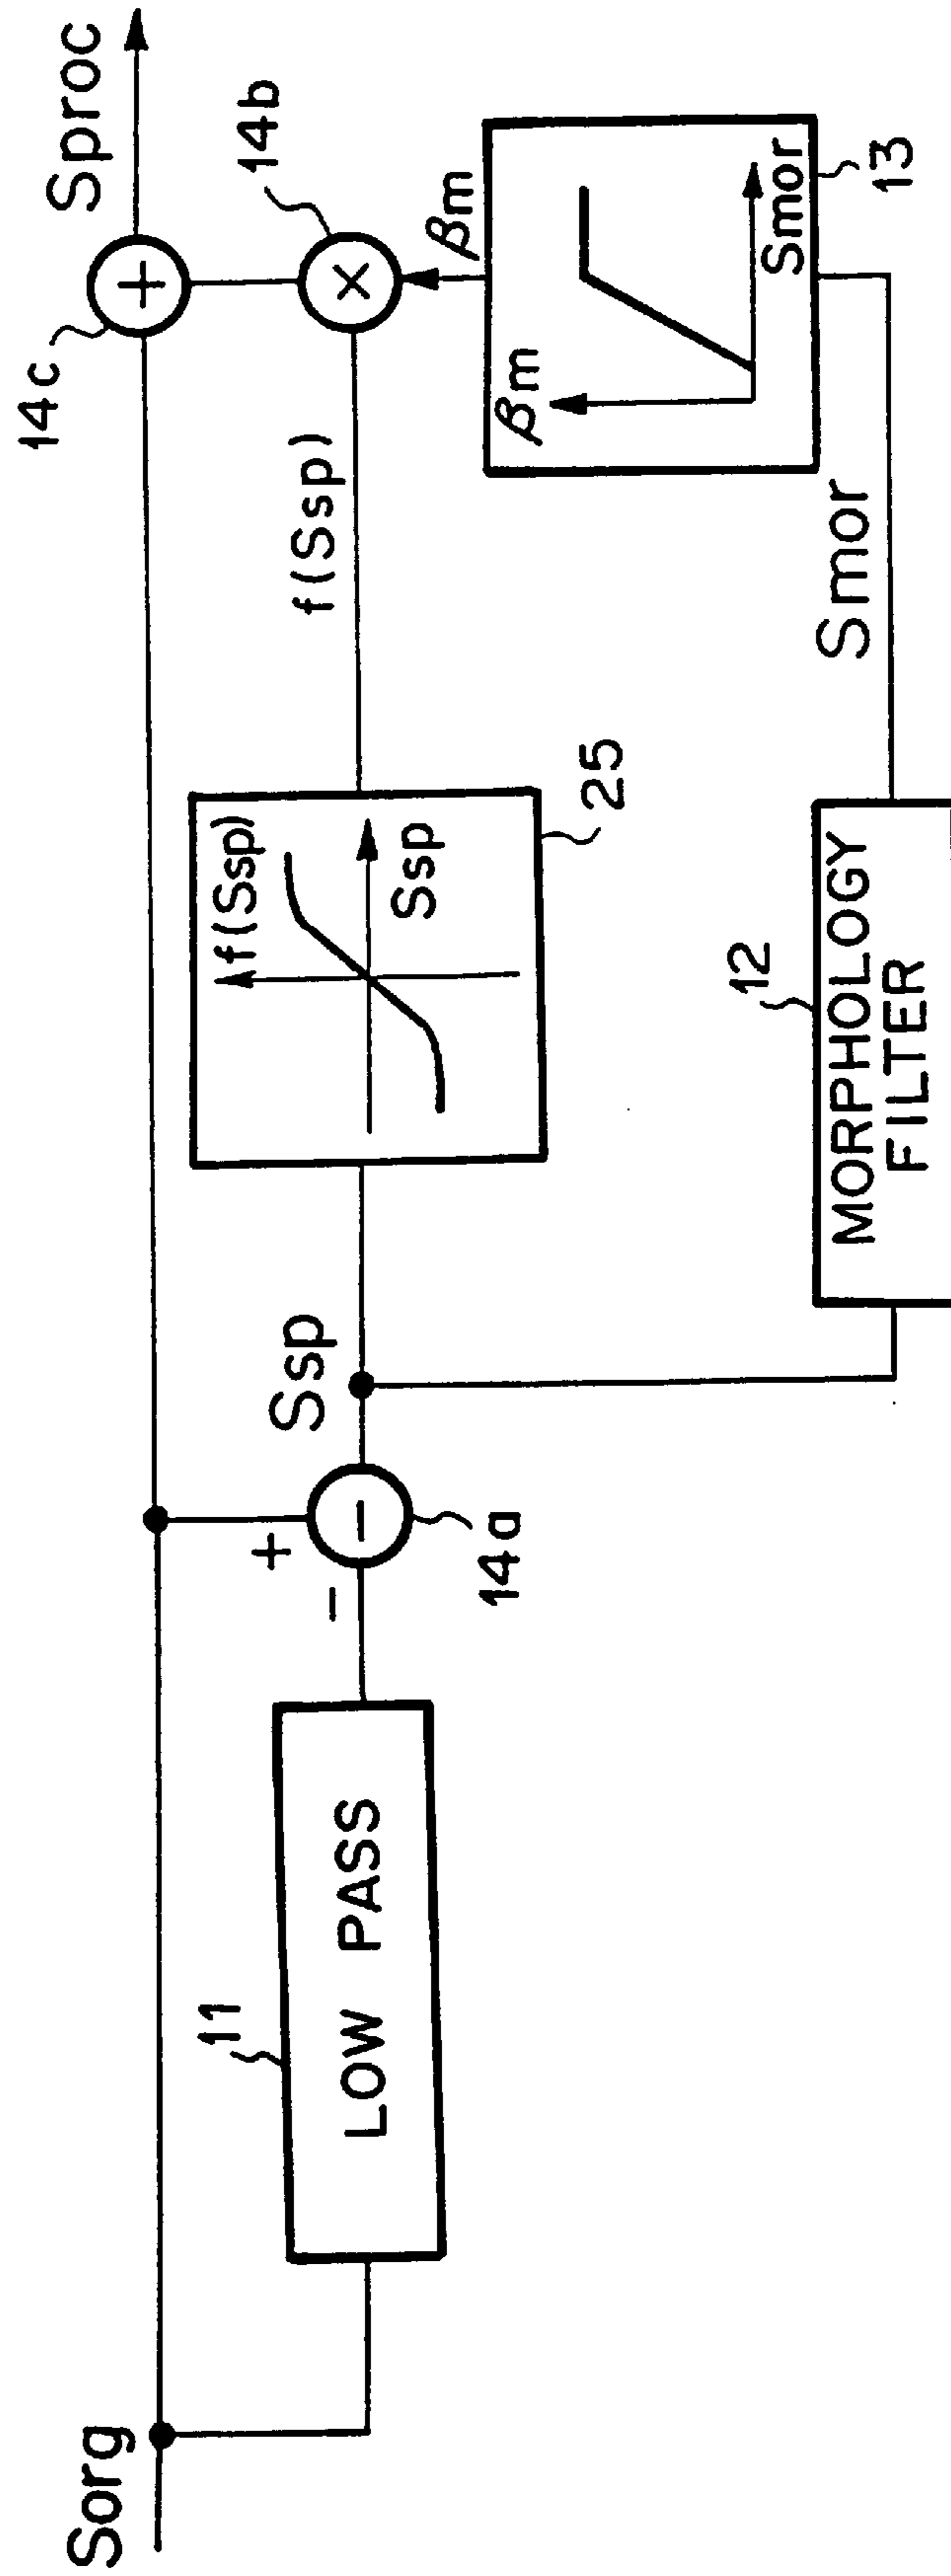 Sorg
11
LOW PASS
+
−
−
14a
Ssp
f(Ssp)
Ssp
25
f(Ssp)
12
MORPHOLOGY
FILTER
Smor
βm
Smor
13
βm
×
14b
+
14c
Sproc